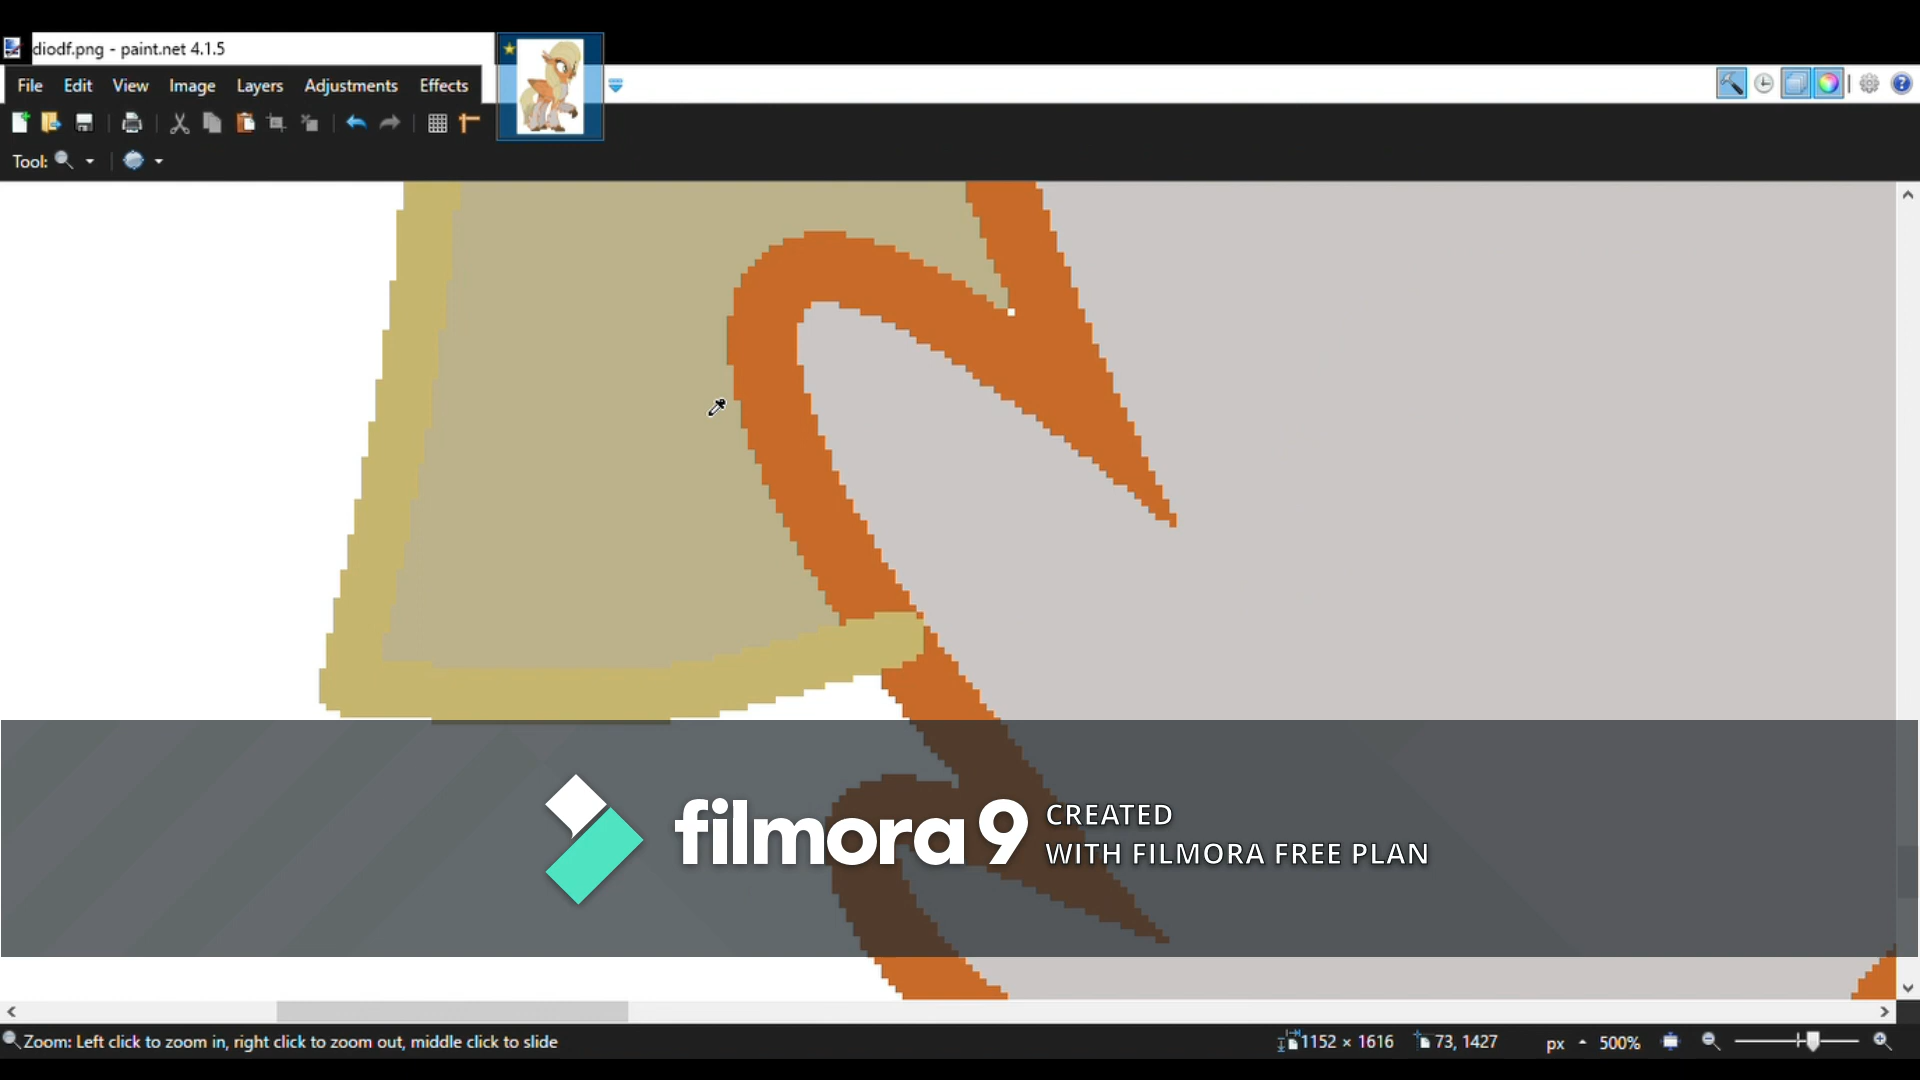 diodf.png - paint.net 4.1.5
File Edit View Image Layers Adjustments Effects
Tool:
filmora9 CREATED
WITH FILMORA FREE PLAN
Zoom: Left click to zoom in, right click to zoom out, middle click to slide 1152 × 1616 73, 1427 px 500%